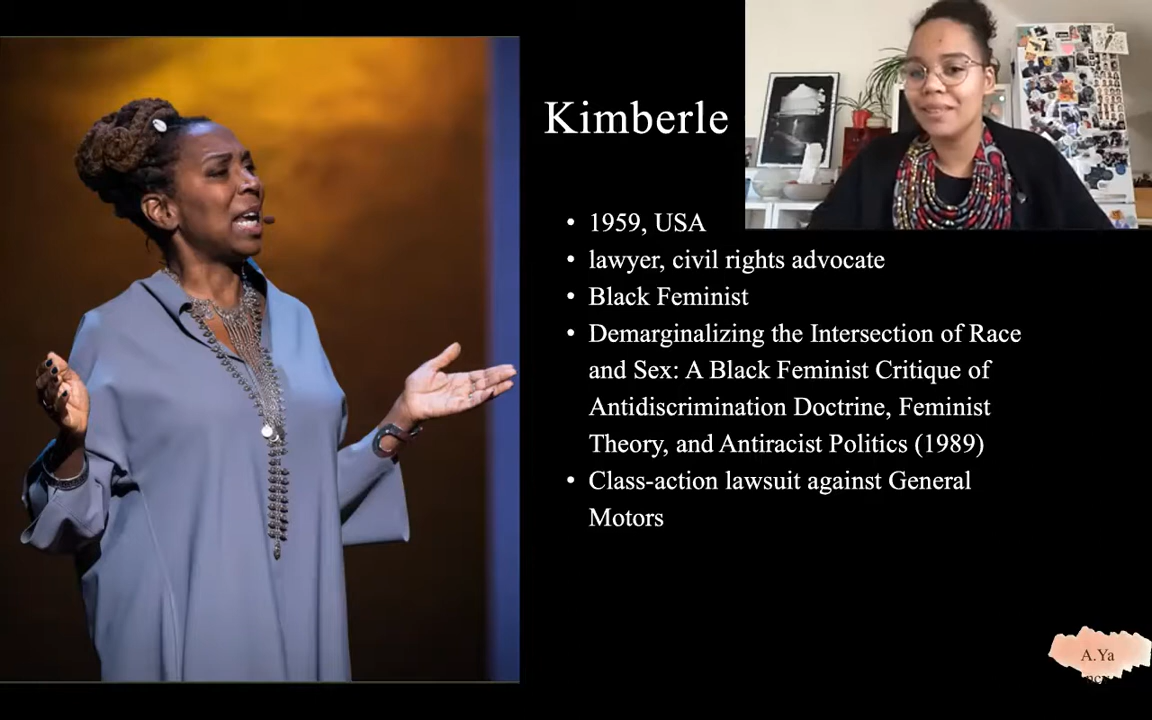 Kimberle
• 1959, USA
• lawyer, civil rights advocate
• Black Feminist
• Demarginalizing the Intersection of Race
and Sex: A Black Feminist Critique of
Antidiscrimination Doctrine, Feminist
Theory, and Antiracist Politics (1989)
• Class-action lawsuit against General
Motors
A.Ya